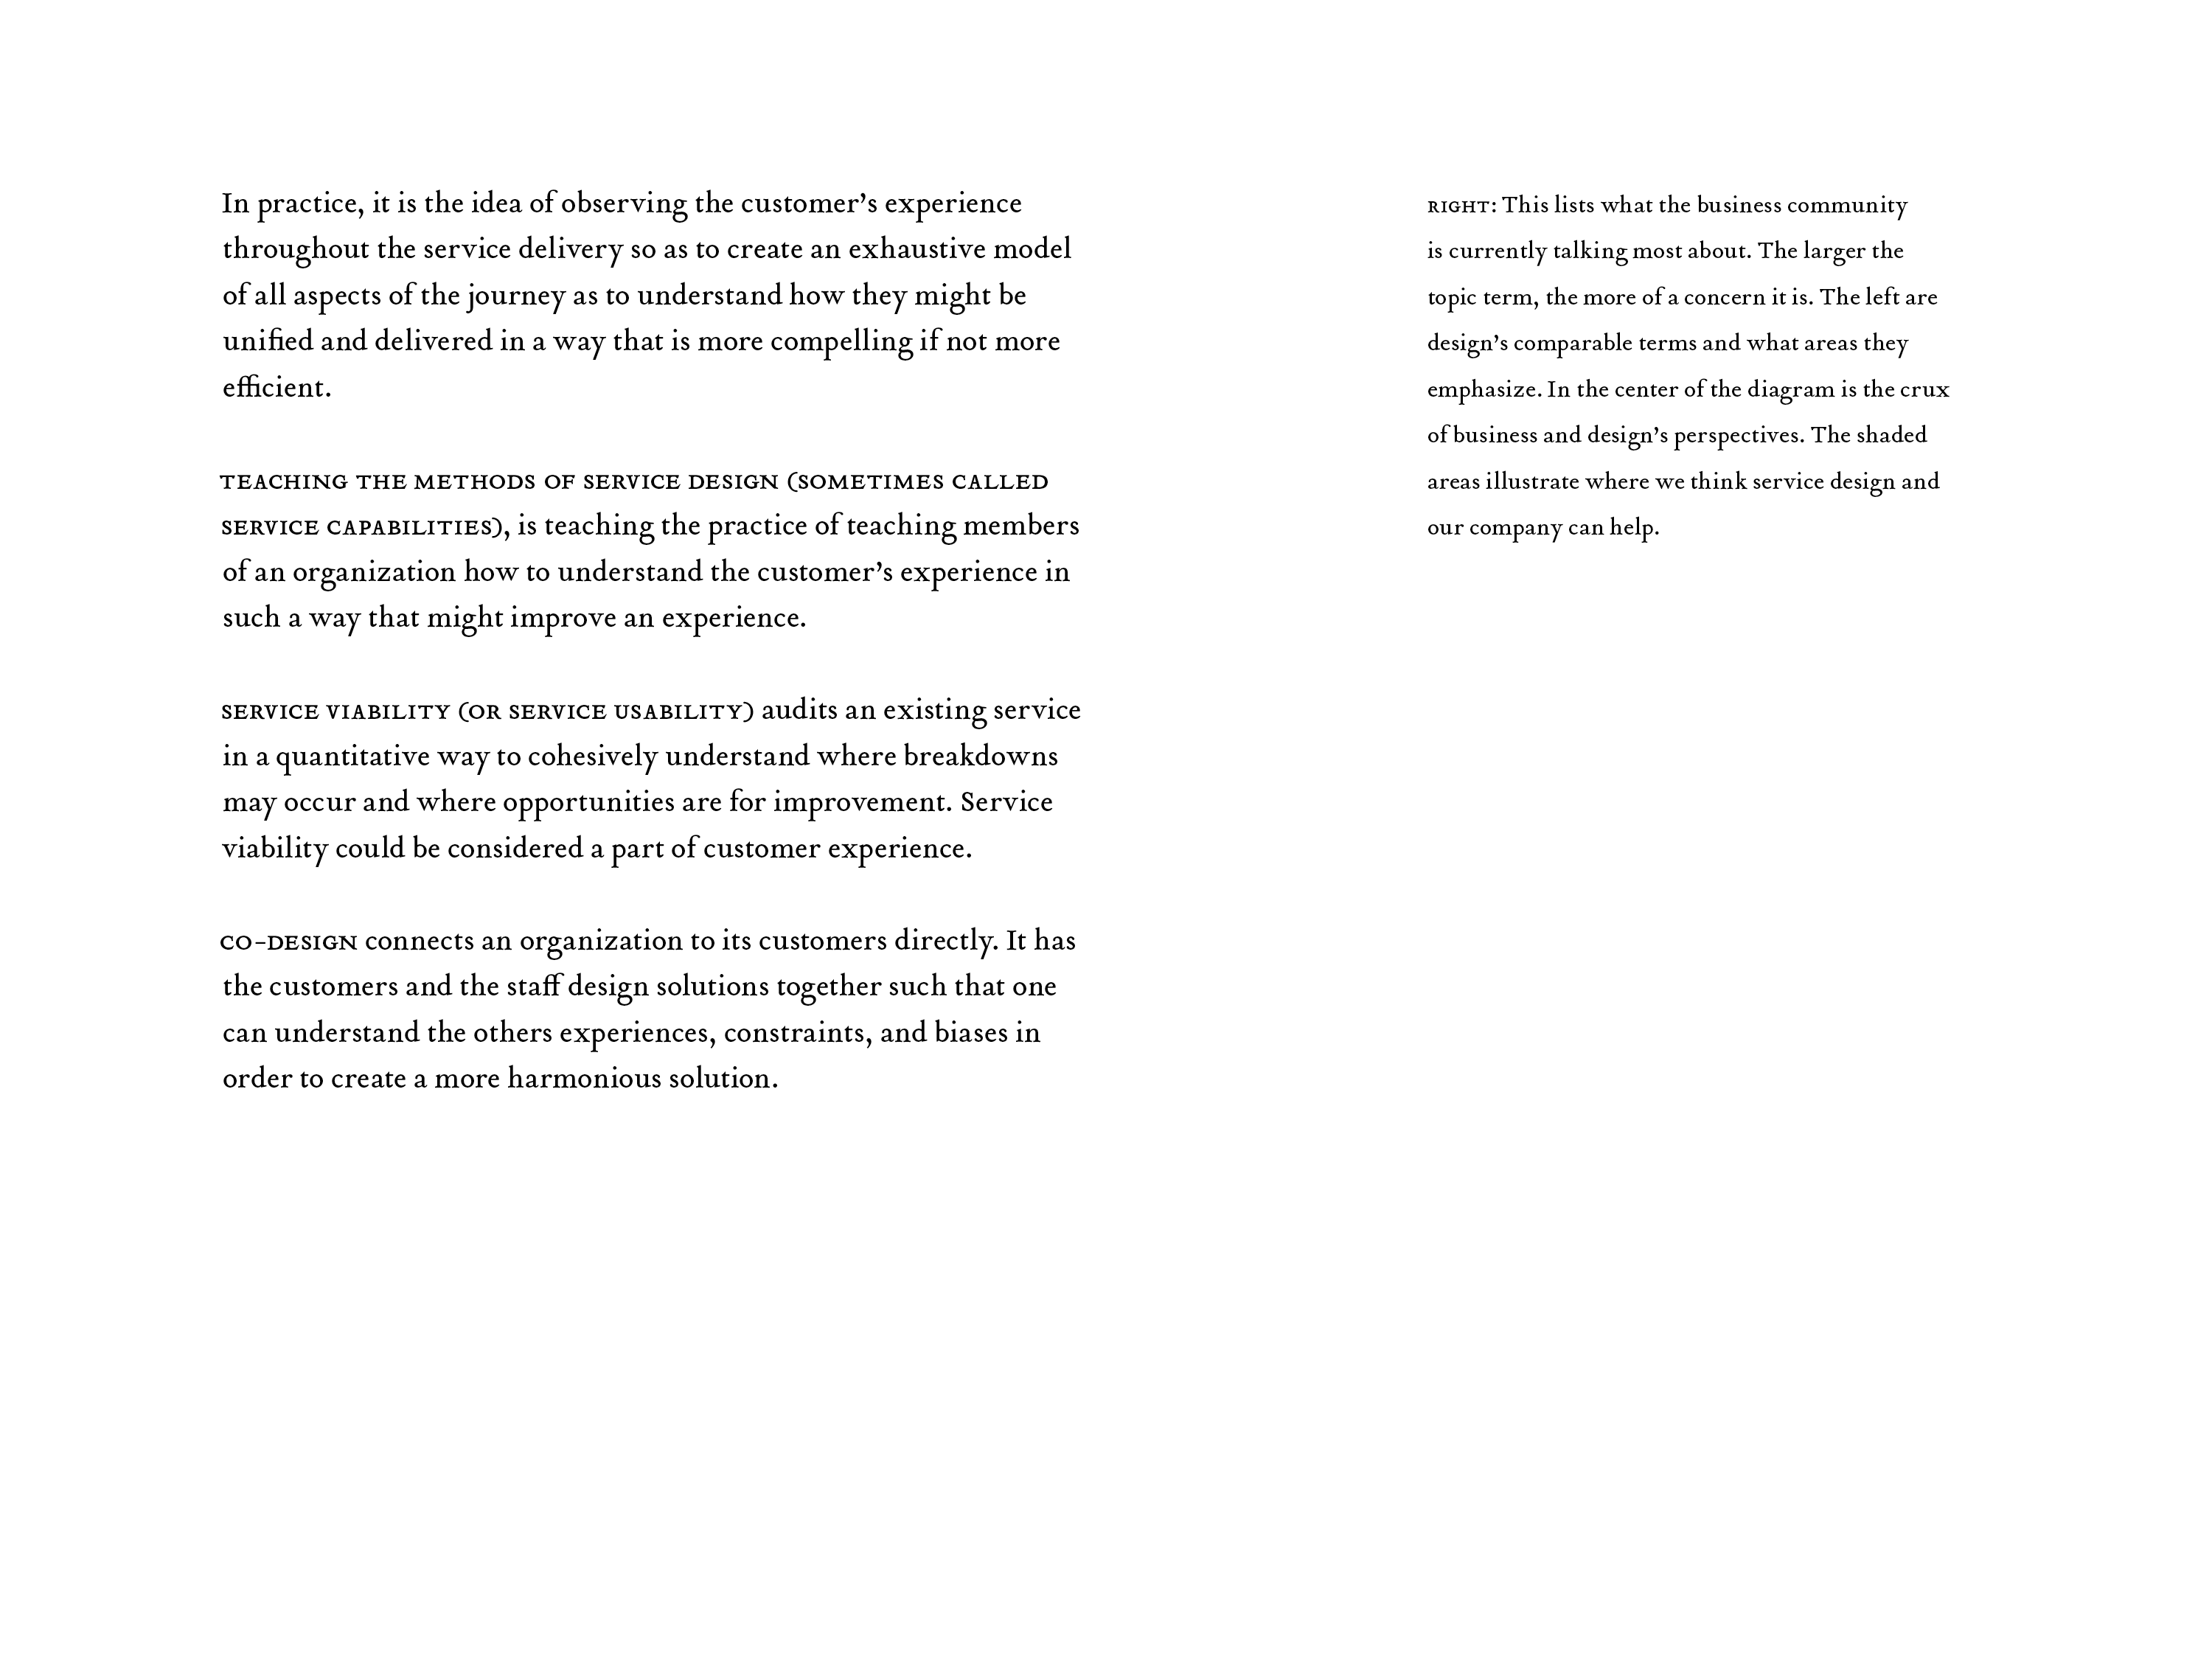 In practice, it is the idea of observing the customer’s experience
throughout the service delivery so as to create an exhaustive model
of all aspects of the journey as to understand how they might be
unified and delivered in a way that is more compelling if not more
efficient.
TEACHING THE METHODS OF SERVICE DESIGN (SOMETIMES CALLED
SERVICE CAPABILITIES), is teaching the practice of teaching members
of an organization how to understand the customer’s experience in
such a way that might improve an experience.
SERVICE VIABILITY (OR SERVICE USABILITY) audits an existing service
in a quantitative way to cohesively understand where breakdowns
may occur and where opportunities are for improvement. Service
viability could be considered a part of customer experience.
CO-DESIGN connects an organization to its customers directly. It has
the customers and the staff design solutions together such that one
can understand the others experiences, constraints, and biases in
order to create a more harmonious solution.
RIGHT: This lists what the business community
is currently talking most about. The larger the
topic term, the more of a concern it is. The left are
design’s comparable terms and what areas they
emphasize. In the center of the diagram is the crux
of business and design’s perspectives. The shaded
areas illustrate where we think service design and
our company can help.